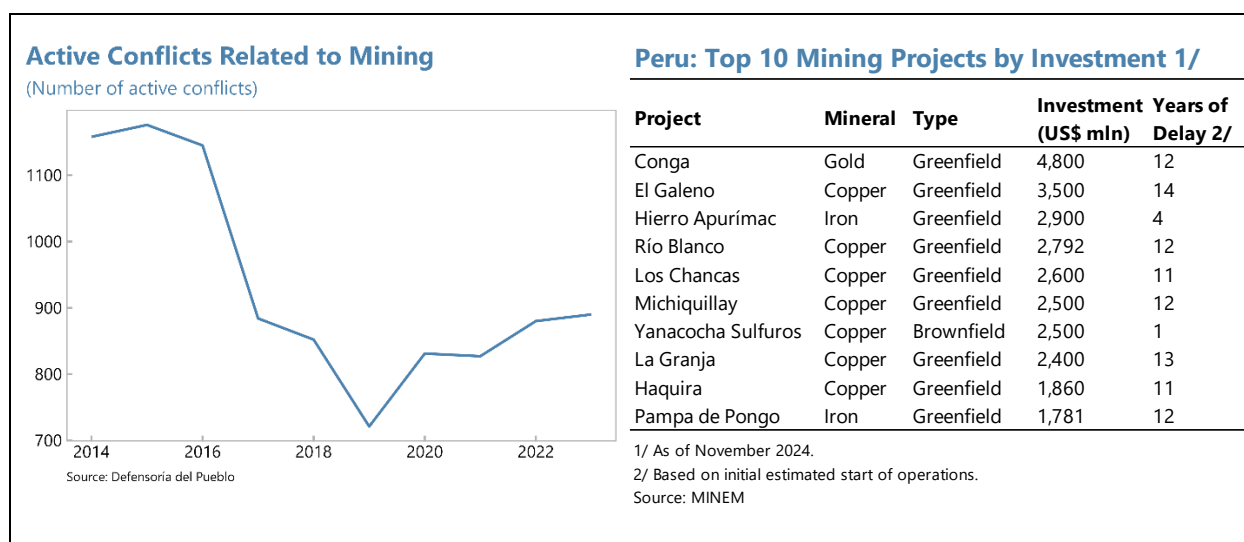 Active Conflicts Related to Mining
(Number of active conflicts)
1100
1000
900
800
700
2014 2016 2018 2020 2022
Source: Defensoría del Pueblo
Peru: Top 10 Mining Projects by Investment 1/
Project Mineral Type Investment (US$ mln) Years of Delay 2/
Conga Gold Greenfield 4,800 12
El Galeno Copper Greenfield 3,500 14
Hierro Apurímac Iron Greenfield 2,900 4
Río Blanco Copper Greenfield 2,792 12
Los Chancas Copper Greenfield 2,600 11
Michiquillay Copper Greenfield 2,500 12
Yanacocha Sulfuros Copper Brownfield 2,500 1
La Granja Copper Greenfield 2,400 13
Haquira Copper Greenfield 1,860 11
Pampa de Pongo Iron Greenfield 1,781 12
1/ As of November 2024.
2/ Based on initial estimated start of operations.
Source: MINEM